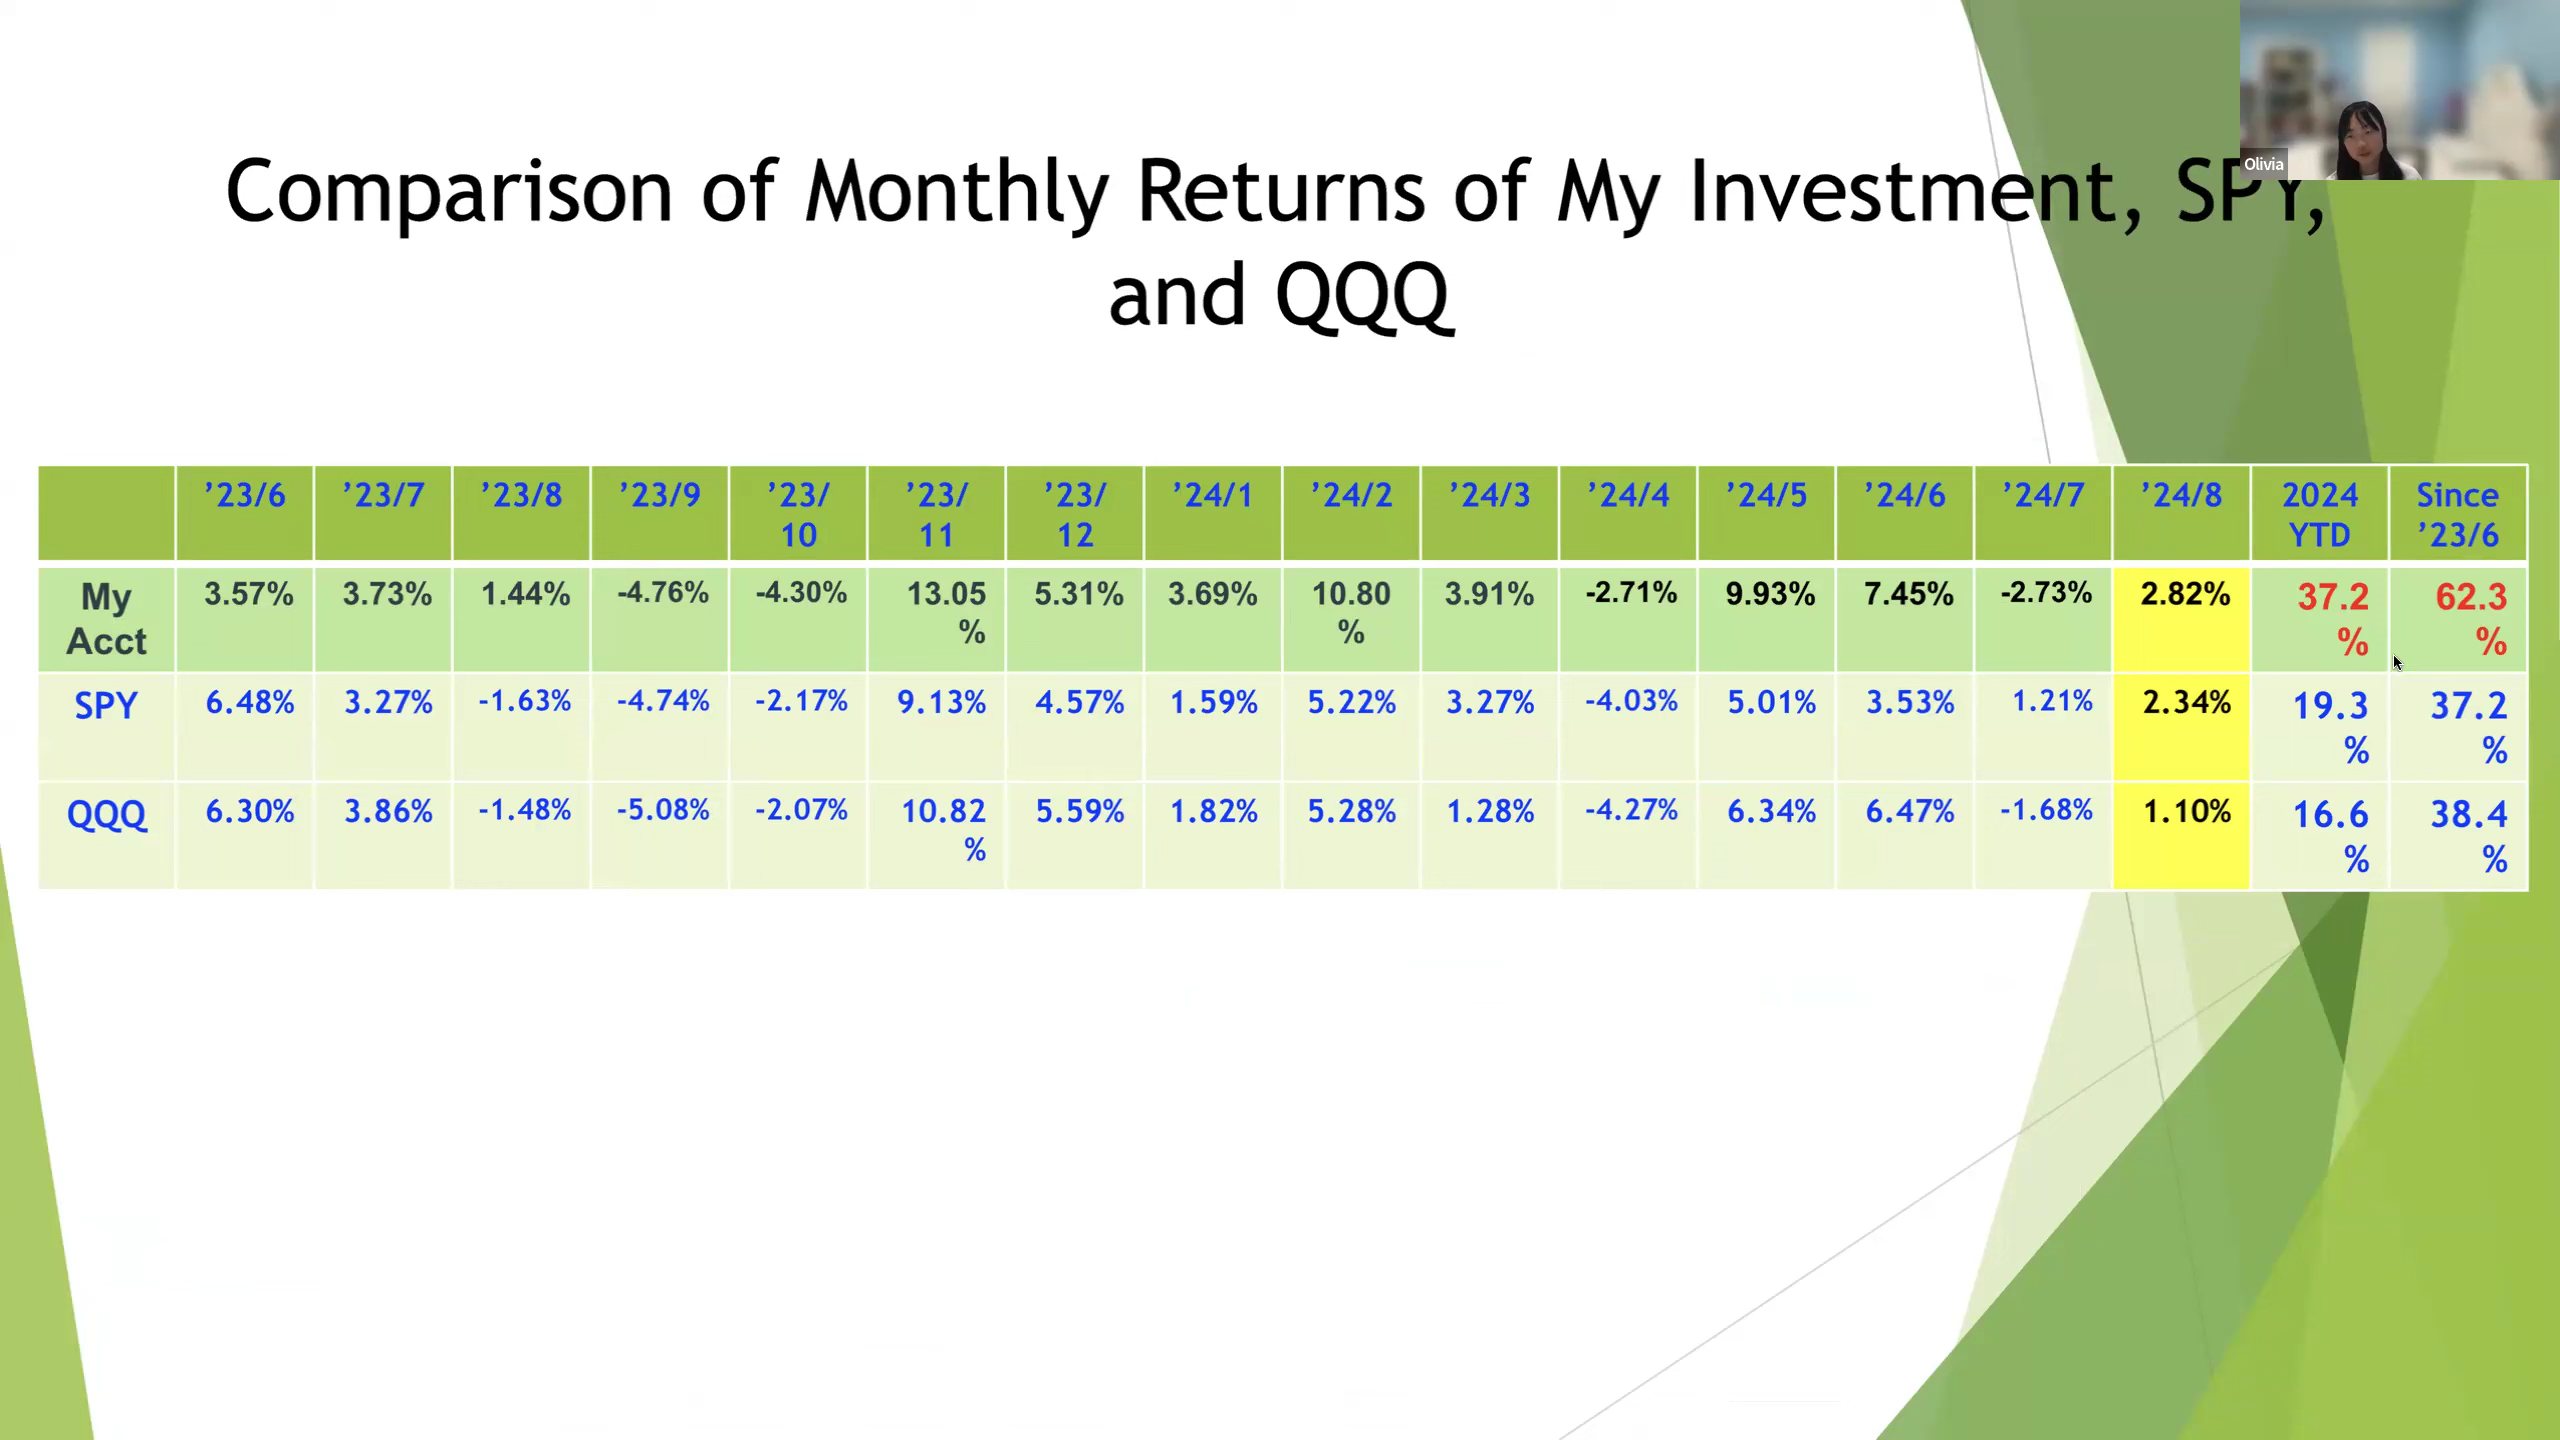 Olivia
Comparison of Monthly Returns of My Investment, SPY,
and QQQ
’23/6 ’23/7 ’23/8 ’23/9 ’23/ ’23/ ’23/ ’24/1 ’24/2 ’24/3 ’24/4 ’24/5 ’24/6 ’24/7 ’24/8 2024 Since
10 11 12 YTD ’23/6
My 3.57% 3.73% 1.44% -4.76% -4.30% 13.05 5.31% 3.69% 10.80 3.91% -2.71% 9.93% 7.45% -2.73% 2.82% 37.2 62.3
Acct % % % %
SPY 6.48% 3.27% -1.63% -4.74% -2.17% 9.13% 4.57% 1.59% 5.22% 3.27% -4.03% 5.01% 3.53% 1.21% 2.34% 19.3 37.2
% %
QQQ 6.30% 3.86% -1.48% -5.08% -2.07% 10.82 5.59% 1.82% 5.28% 1.28% -4.27% 6.34% 6.47% -1.68% 1.10% 16.6 38.4
% % %